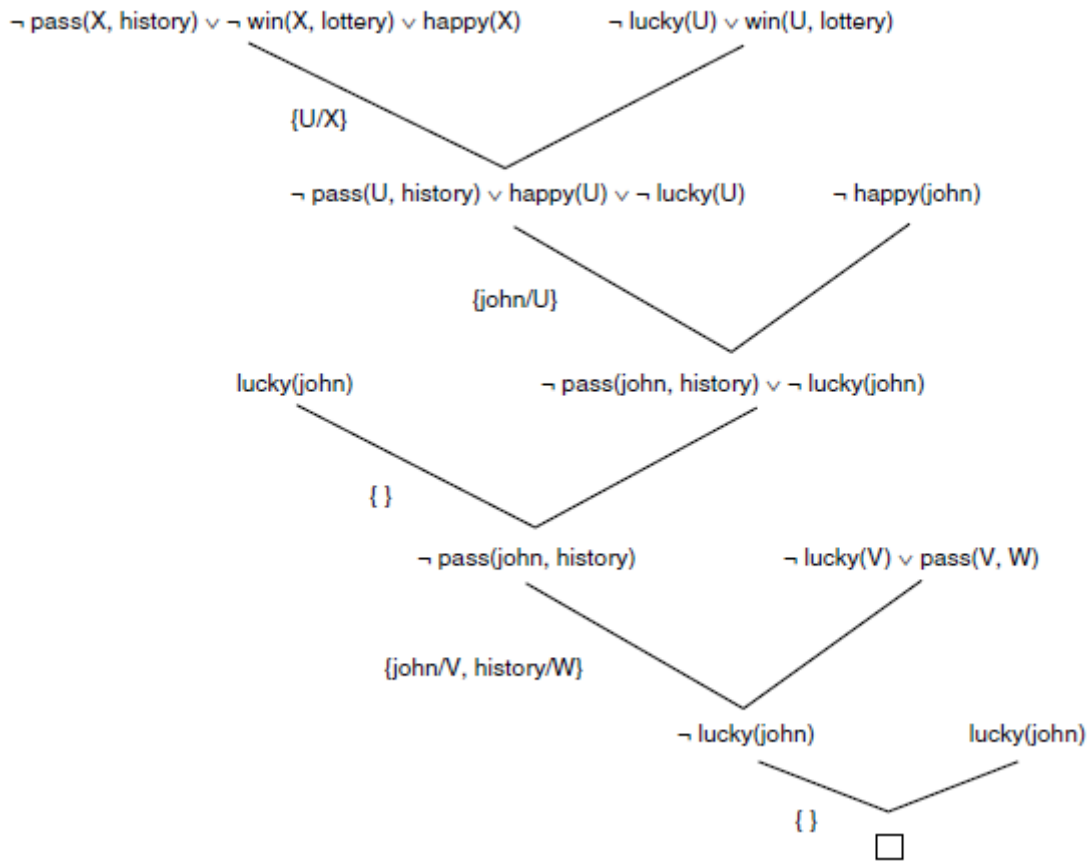 ¬ pass(X, history) ∨ ¬ win(X, lottery) ∨ happy(X) ¬ lucky(U) ∨ win(U, lottery)
{U/X}
¬ pass(U, history) ∨ happy(U) ∨ ¬ lucky(U) ¬ happy(john)
{john/U}
lucky(john) ¬ pass(john, history) ∨ ¬ lucky(john)
{ }
¬ pass(john, history) ¬ lucky(V) ∨ pass(V, W)
{john/V, history/W}
¬ lucky(john) lucky(john)
{ }